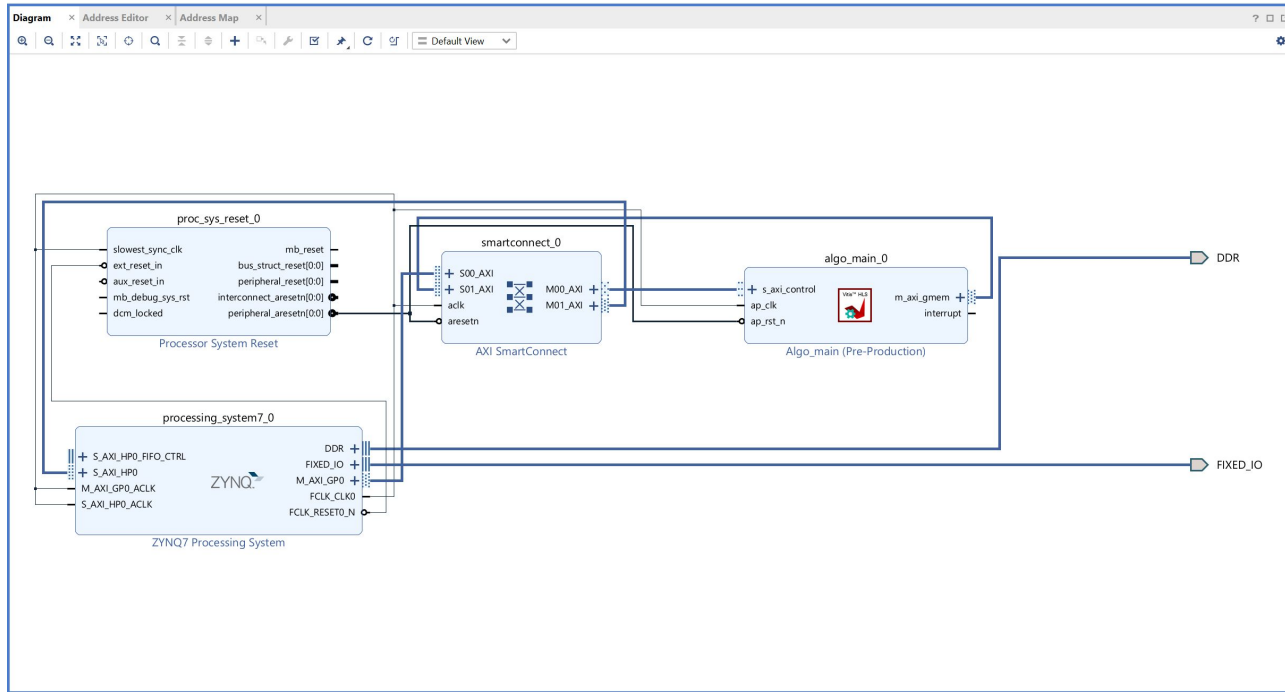 Diagram × Address Editor × Address Map ×
? 
Default View
proc_sys_reset_0
slowest_sync_clk
ext_reset_in
aux_reset_in
mb_debug_sys_rst
dcm_locked
mb_reset
bus_struct_reset[0:0]
peripheral_reset[0:0]
interconnect_aresetn[0:0]
peripheral_aresetn[0:0]
Processor System Reset
smartconnect_0
S00_AXI
S01_AXI
aclk
aresetn
M00_AXI
M01_AXI
AXI SmartConnect
algo_main_0
s_axi_control
ap_clk
ap_rst_n
Vitis™ HLS
m_axi_gmem
interrupt
Algo_main (Pre-Production)
DDR
processing_system7_0
S_AXI_HP0_FIFO_CTRL
S_AXI_HP0
M_AXI_GP0_ACLK
S_AXI_HP0_ACLK
ZYNQ
DDR
FIXED_IO
M_AXI_GP0
FCLK_CLK0
FCLK_RESET0_N
ZYNQ7 Processing System
FIXED_IO